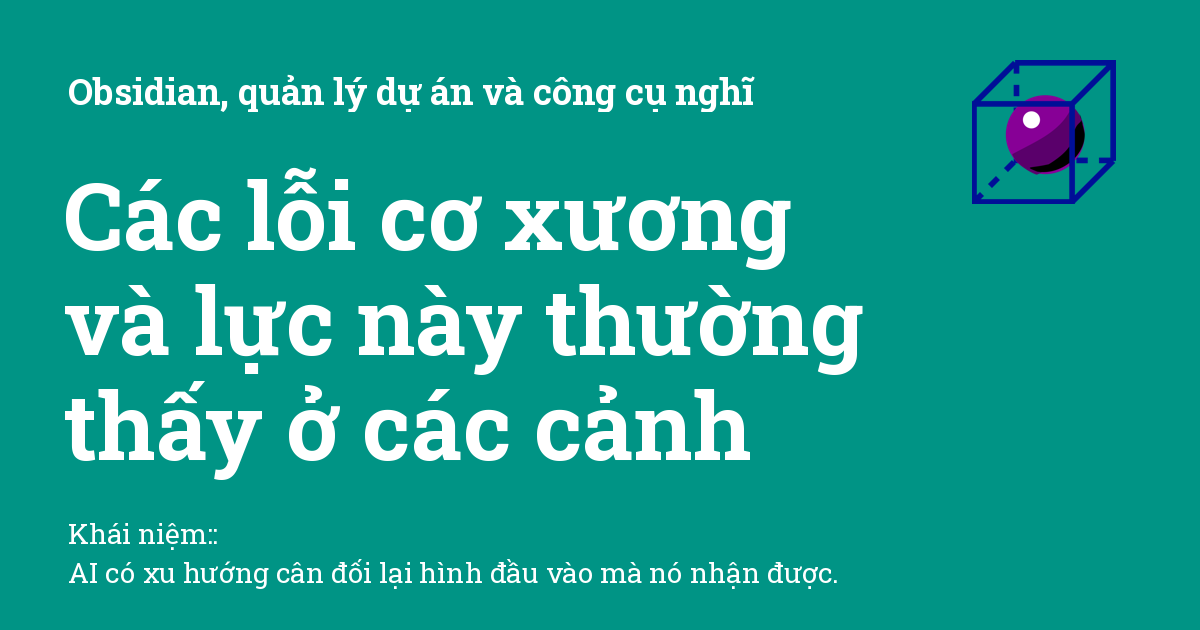 Obsidian, quản lý dự án và công cụ nghĩ
Các lỗi cơ xương
và lực này thường
thấy ở các cảnh
Khái niệm::
AI có xu hướng cân đối lại hình đầu vào mà nó nhận được.